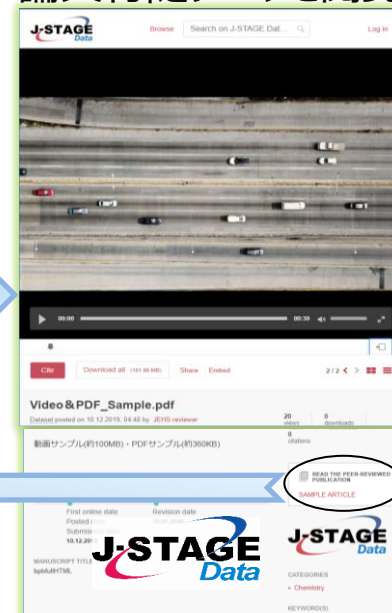 J-STAGE
Data
Browse
Search on J-STAGE Dat...
Log in
00:00
00:30
Cite
Download all
Share
Embed
2 / 2
Video&PDF_Sample.pdf
Dataset posted on 10.12.2019, 04.40 by JEHS reviewer
20
views
0
downloads
0
citations
動画サンプル(約100MB)・PDFサンプル(約360KB)
READ THE PEER-REVIEWED
PUBLICATION
SAMPLE ARTICLE
First online date
Revision date
Posted
10.12.20
J-STAGE
Data
MANUSCRIPT TITLE
J-STAGE
Data
CATEGORIES
• Chemistry
KEYWORD(S)